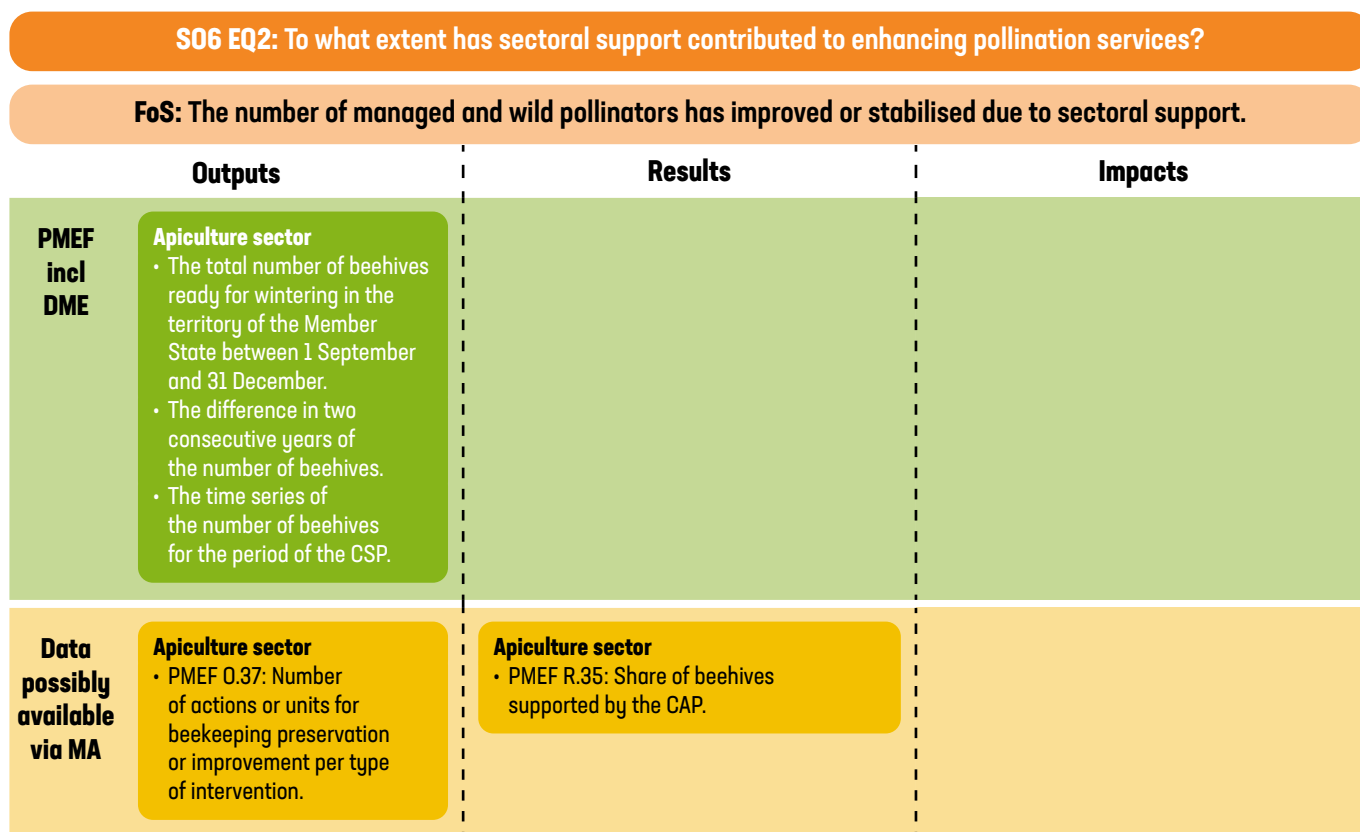 SO6 EQ2: To what extent has sectoral support contributed to enhancing pollination services?
FoS: The number of managed and wild pollinators has improved or stabilised due to sectoral support.
Outputs
Results
Impacts
PMEF
incl
DME
Apiculture sector
• The total number of beehives
ready for wintering in the
territory of the Member
State between 1 September
and 31 December.
• The difference in two
consecutive years of
the number of beehives.
• The time series of
the number of beehives
for the period of the CSP.
Data
possibly
available
via MA
Apiculture sector
• PMEF O.37: Number
of actions or units for
beekeeping preservation
or improvement per type
of intervention.
Apiculture sector
• PMEF R.35: Share of beehives
supported by the CAP.